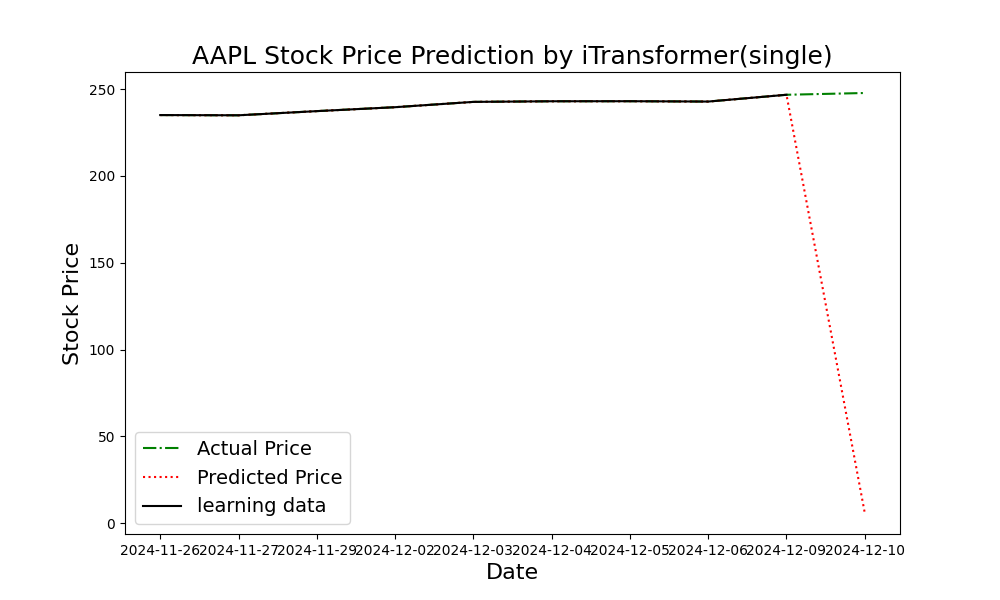 AAPL Stock Price Prediction by iTransformer(single)
Stock Price
250
200
150
100
50
0
Actual Price
Predicted Price
learning data
2024-11-26 2024-11-27 2024-11-29 2024-12-02 2024-12-03 2024-12-04 2024-12-05 2024-12-06 2024-12-09 2024-12-10
Date